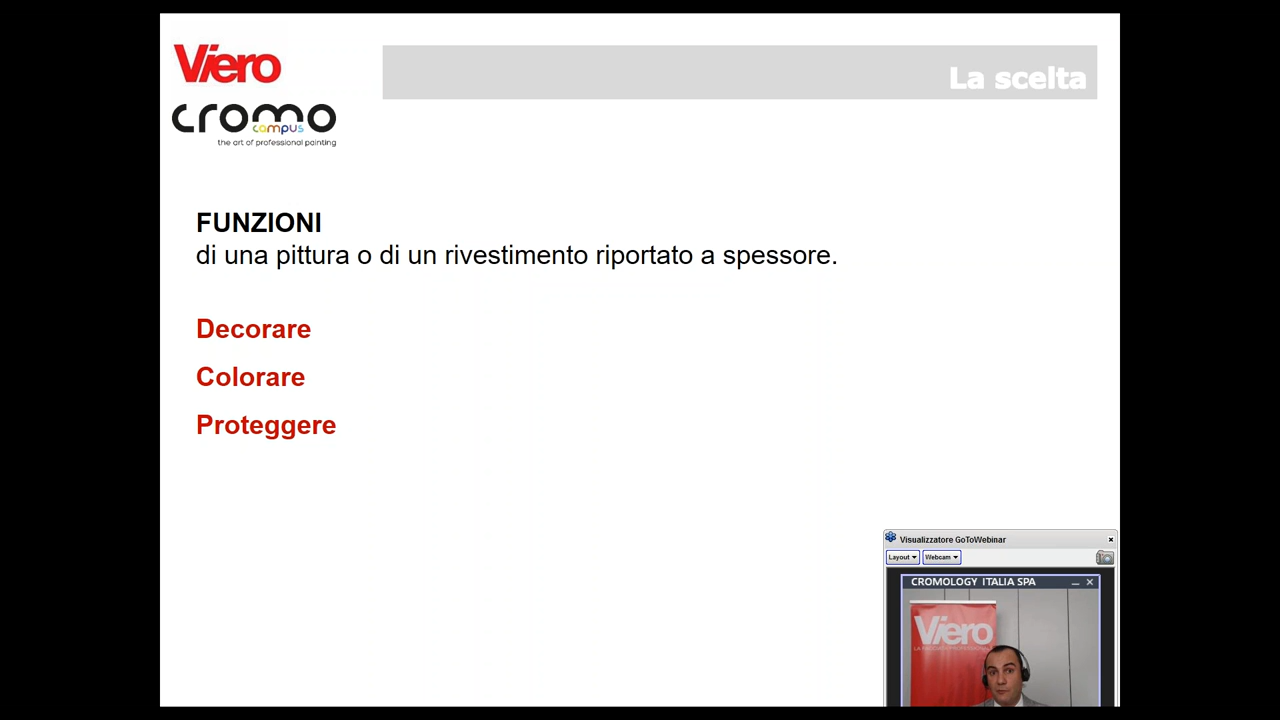 Viero
cromo
campus
the art of professional painting
La scelta
FUNZIONI
di una pittura o di un rivestimento riportato a spessore.
Decorare
Colorare
Proteggere
Visualizzatore GoToWebinar
Layout
Webcam
CROMOLOGY ITALIA SPA
Viero